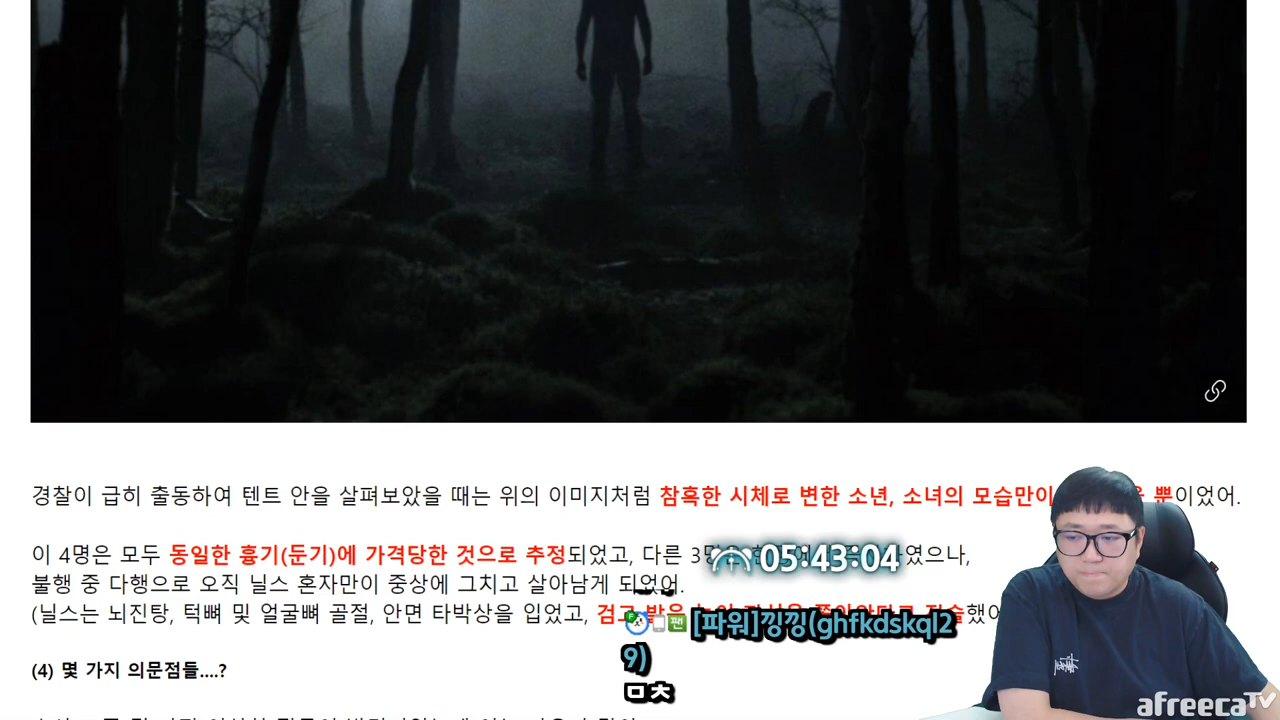 경찰이 급히 출동하여 텐트 안을 살펴보았을 때는 위의 이미지처럼 참혹한 시체로 변한 소년, 소녀의 모습만이 뿐이었어.
이 4명은 모두 동일한 흉기(둔기)에 가격당한 것으로 추정되었고, 다른 3명은
05:43:04
불행 중 다행으로 오직 닐스 혼자만이 중상에 그치고 살아남게 되었어.
(닐스는 뇌진탕, 턱뼈 및 얼굴뼈 골절, 안면 타박상을 입었고, 검고
팬 [파워]낑낑(ghfkdskql2
9)
ㅁㅊ
(4) 몇 가지 의문점들....?
afreecaTV